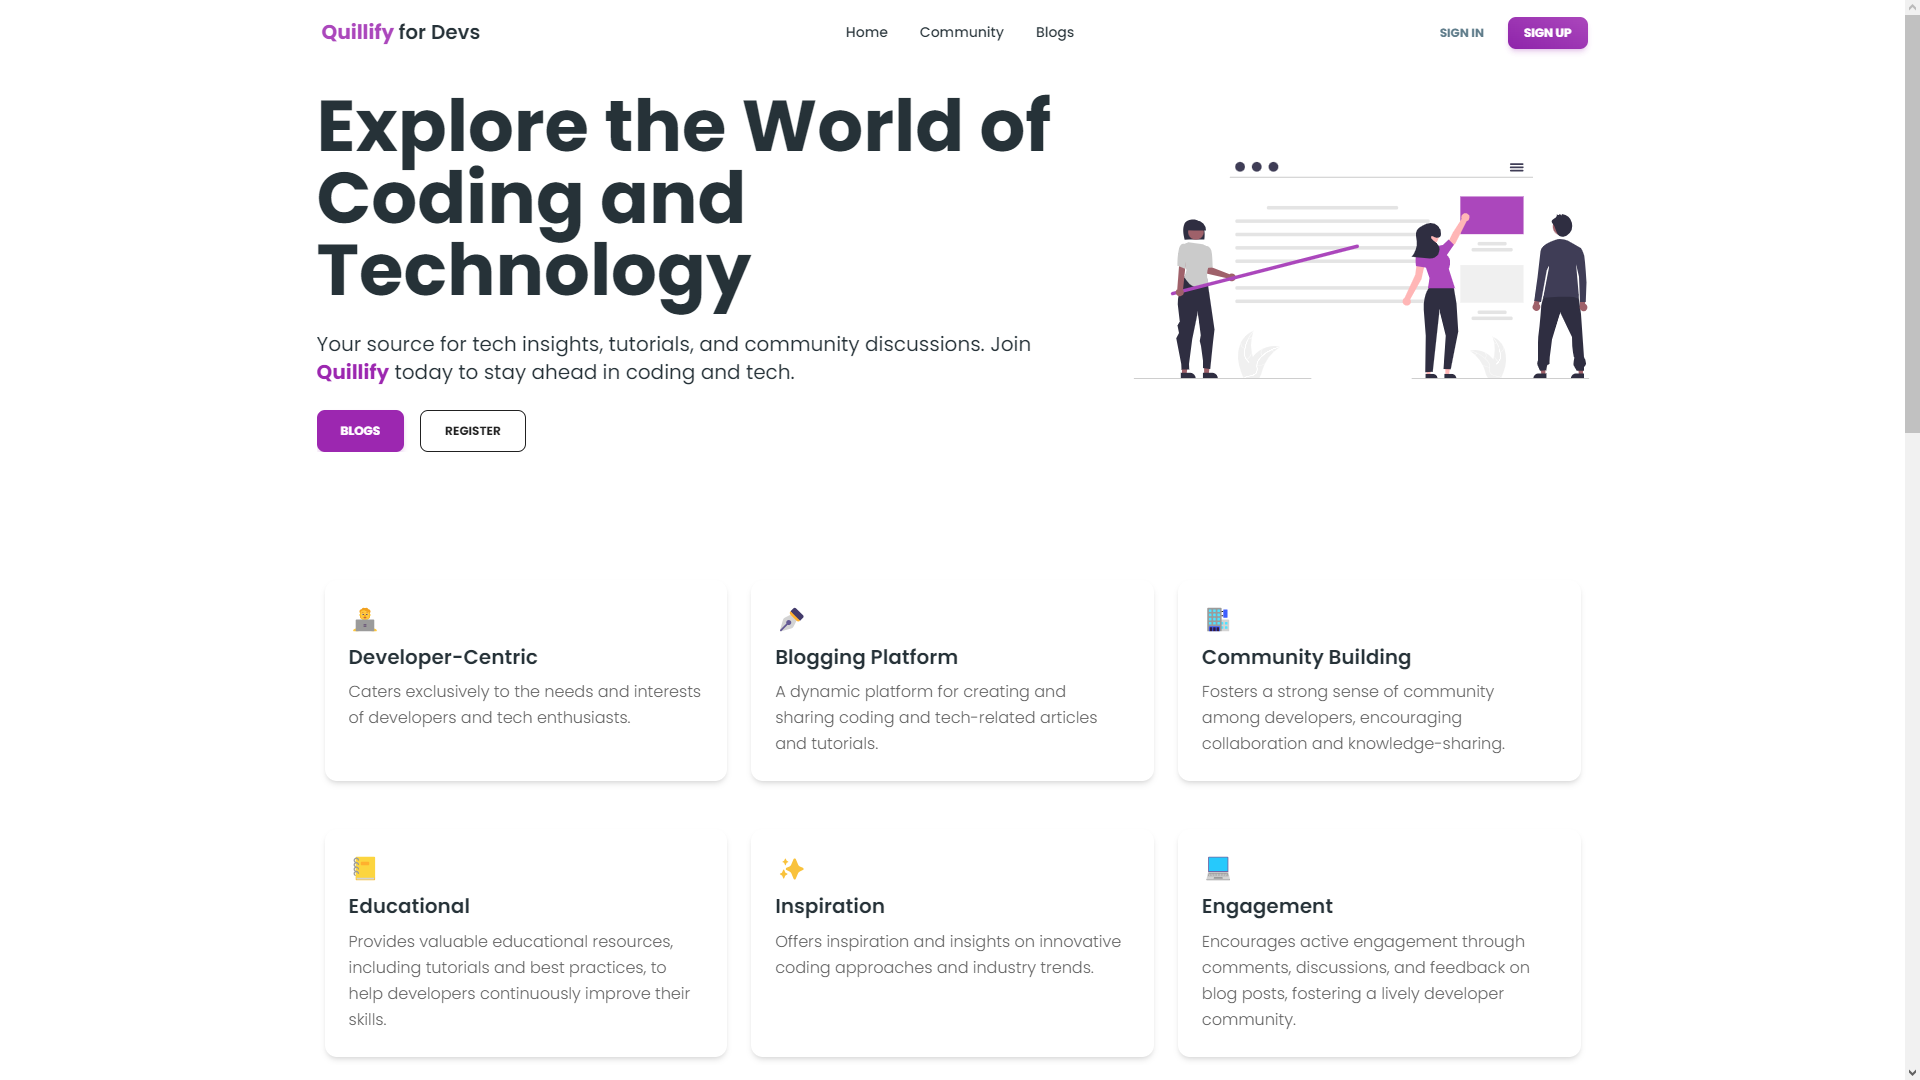 Quillify for Devs
Home
Community
Blogs
SIGN IN
SIGN UP
Explore the World of
Coding and
Technology
Your source for tech insights, tutorials, and community discussions. Join
Quillify today to stay ahead in coding and tech.
BLOGS
REGISTER
Developer-Centric
Caters exclusively to the needs and interests
of developers and tech enthusiasts.
Blogging Platform
A dynamic platform for creating and
sharing coding and tech-related articles
and tutorials.
Community Building
Fosters a strong sense of community
among developers, encouraging
collaboration and knowledge-sharing.
Educational
Provides valuable educational resources,
including tutorials and best practices, to
help developers continuously improve their
skills.
Inspiration
Offers inspiration and insights on innovative
coding approaches and industry trends.
Engagement
Encourages active engagement through
comments, discussions, and feedback on
blog posts, fostering a lively developer
community.